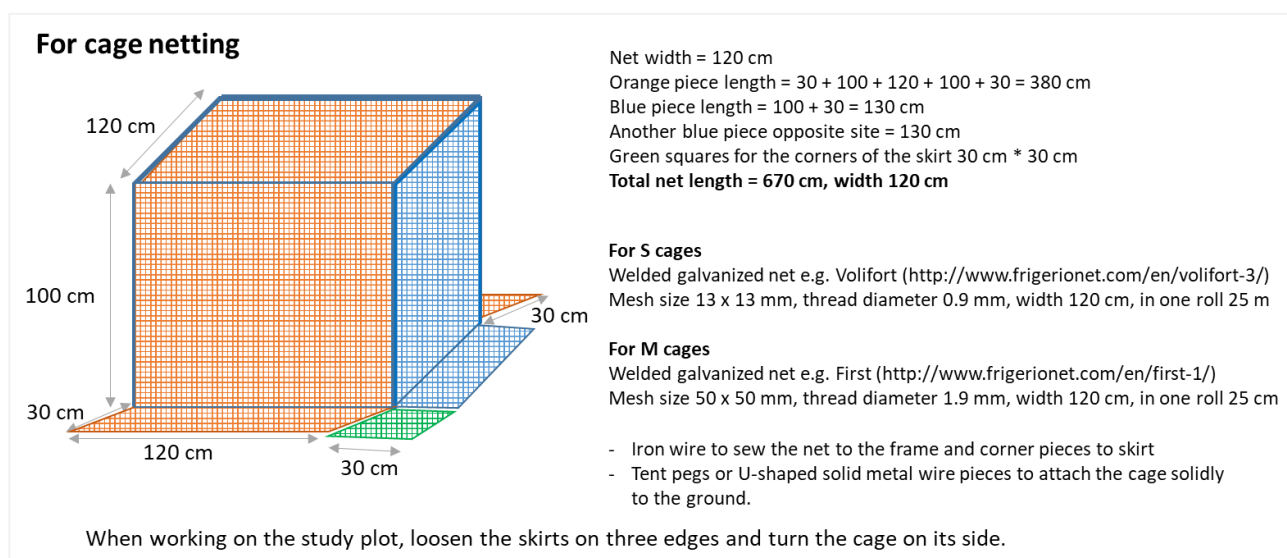 For cage netting
120 cm
100 cm
30 cm
120 cm
30 cm
30 cm
Net width = 120 cm
Orange piece length = 30 + 100 + 120 + 100 + 30 = 380 cm
Blue piece length = 100 + 30 = 130 cm
Another blue piece opposite site = 130 cm
Green squares for the corners of the skirt 30 cm * 30 cm
Total net length = 670 cm, width 120 cm
For S cages
Welded galvanized net e.g. Volifort (http://www.frigerionet.com/en/volifort-3/)
Mesh size 13 x 13 mm, thread diameter 0.9 mm, width 120 cm, in one roll 25 m
For M cages
Welded galvanized net e.g. First (http://www.frigerionet.com/en/first-1/)
Mesh size 50 x 50 mm, thread diameter 1.9 mm, width 120 cm, in one roll 25 cm
- Iron wire to sew the net to the frame and corner pieces to skirt
- Tent pegs or U-shaped solid metal wire pieces to attach the cage solidly
to the ground.
When working on the study plot, loosen the skirts on three edges and turn the cage on its side.